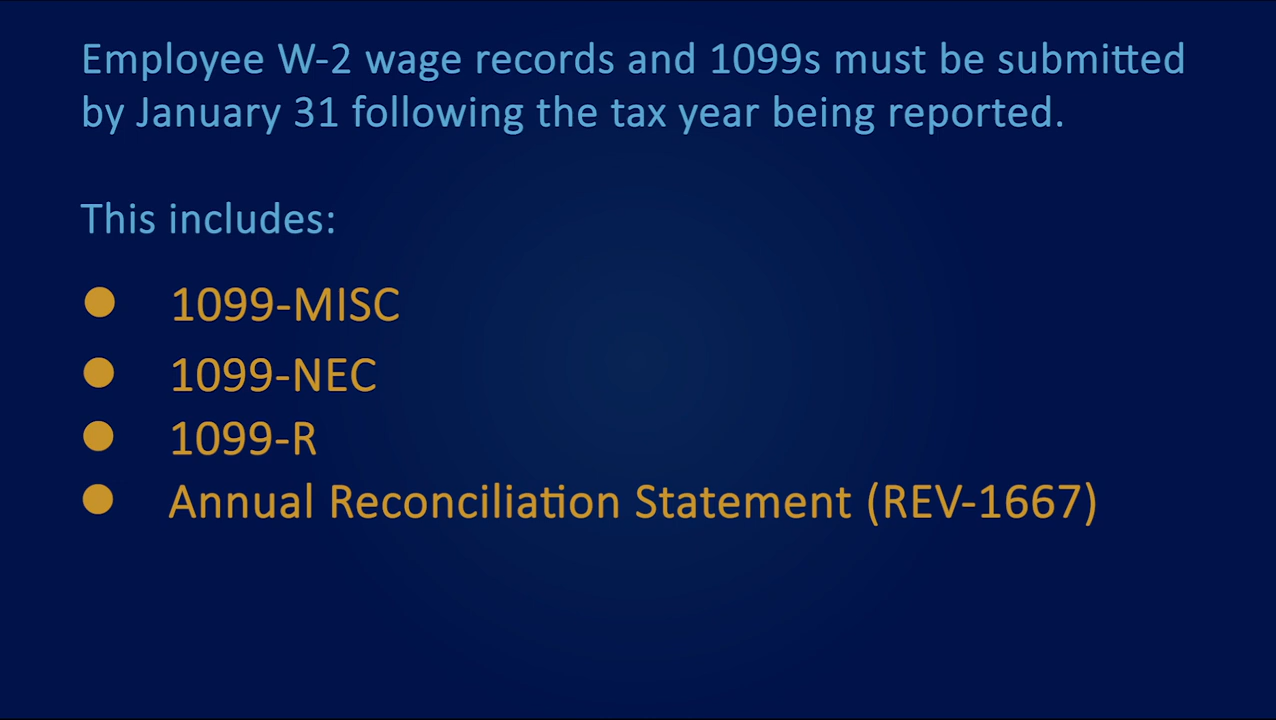 Employee W-2 wage records and 1099s must be submitted
by January 31 following the tax year being reported.
This includes:
● 1099-MISC
● 1099-NEC
● 1099-R
● Annual Reconciliation Statement (REV-1667)